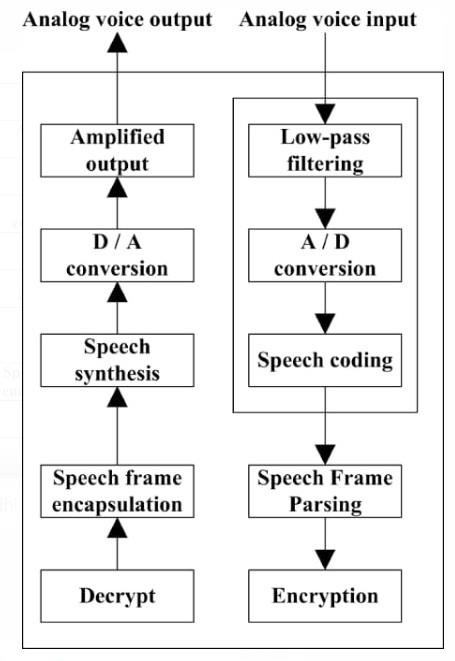 Analog voice output
Analog voice input
Amplified
output
Low-pass
filtering
D / A
conversion
A / D
conversion
Speech
synthesis
Speech coding
Speech frame
encapsulation
Speech Frame
Parsing
Decrypt
Encryption